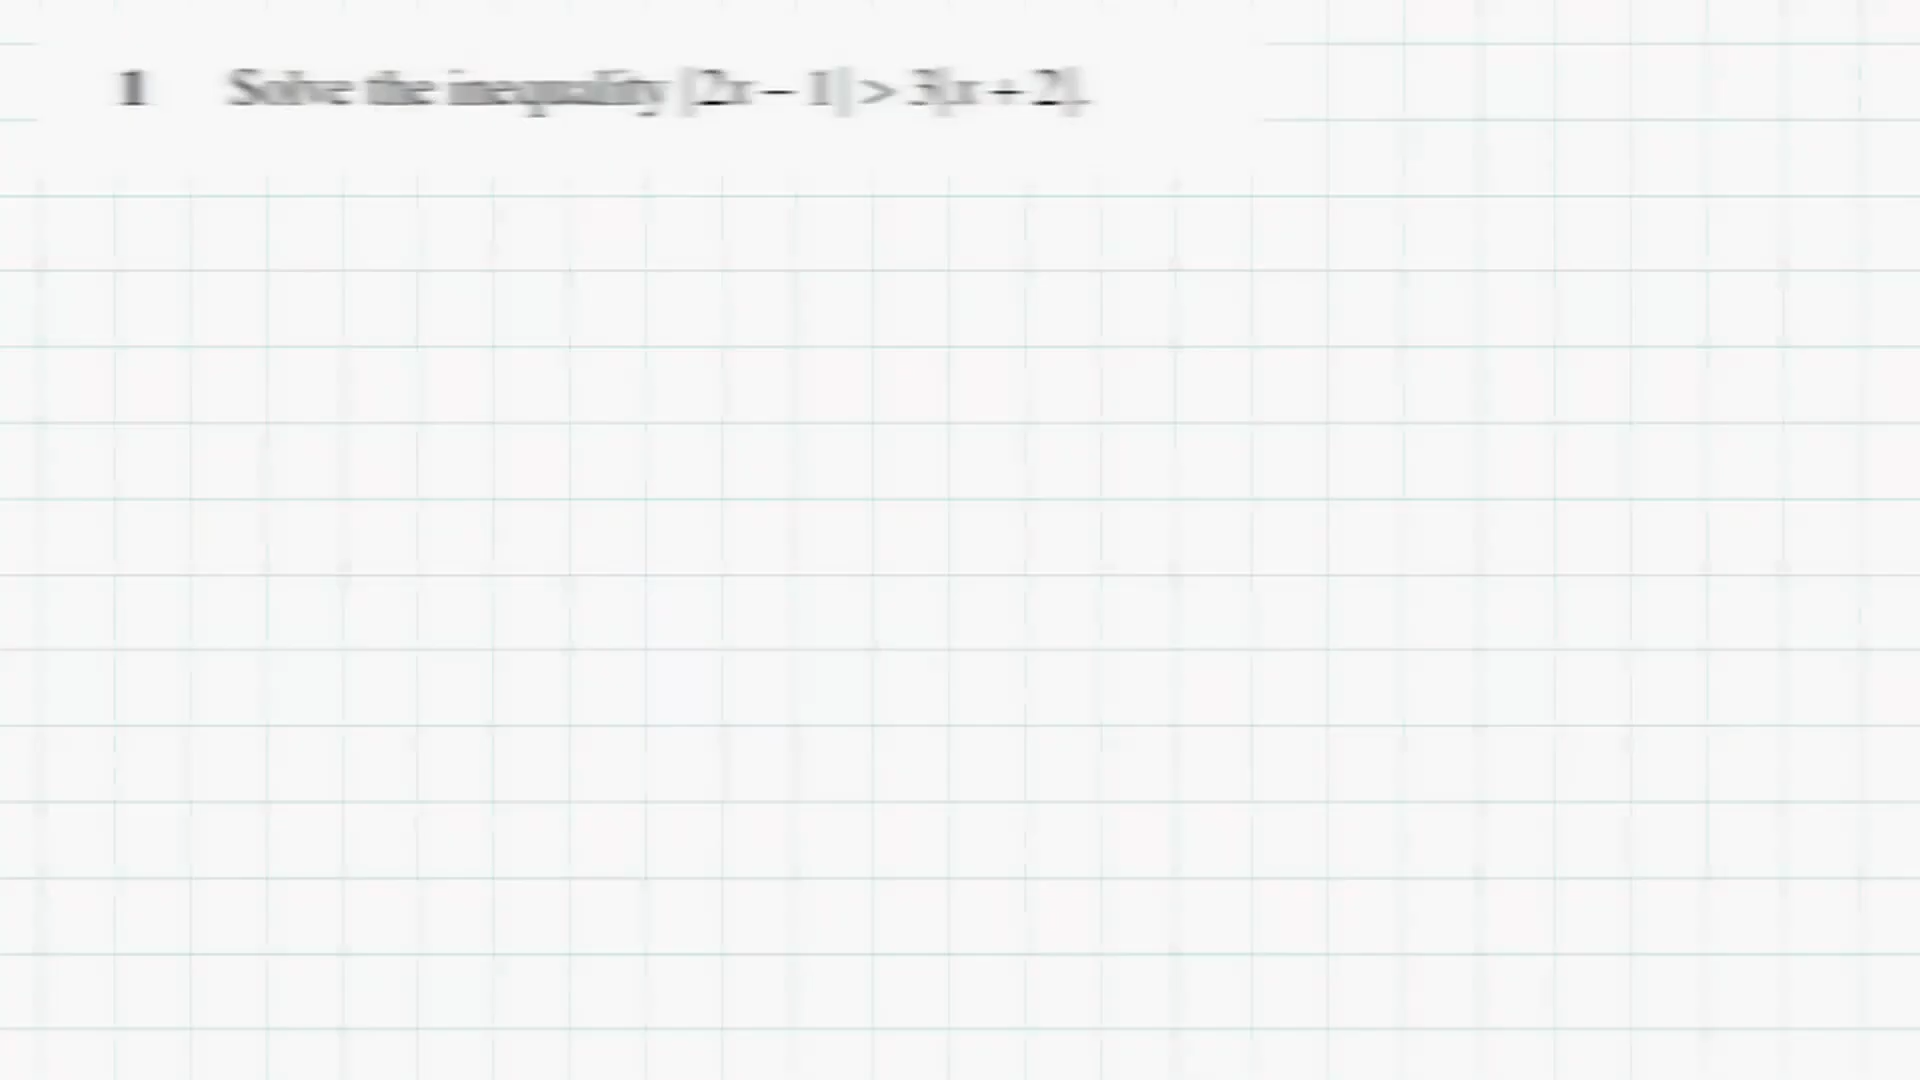 1 Solve the inequality |2x − 1| > 3|x + 2|.